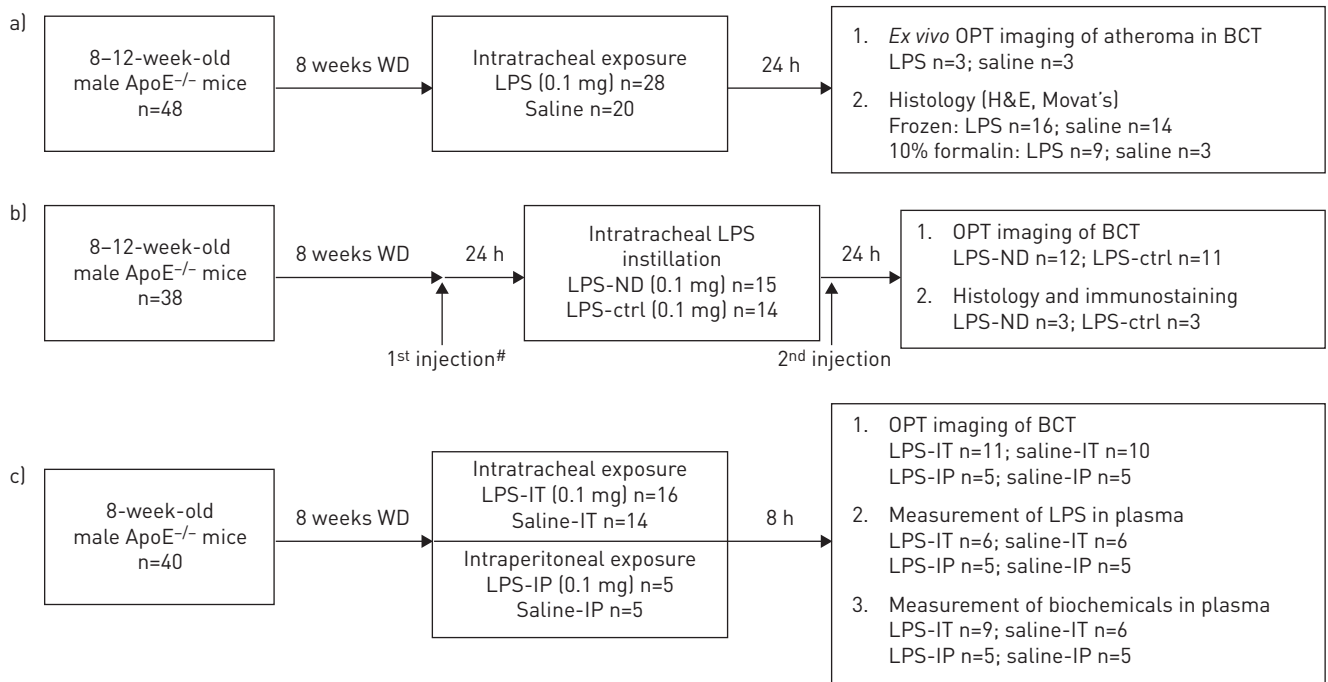 a)
8–12-week-old
male ApoE–/– mice
n=48
8 weeks WD
Intratracheal exposure
LPS (0.1 mg) n=28
Saline n=20
24 h
1. Ex vivo OPT imaging of atheroma in BCT
LPS n=3; saline n=3
2. Histology (H&E, Movat's)
Frozen: LPS n=16; saline n=14
10% formalin: LPS n=9; saline n=3
b)
8–12-week-old
male ApoE–/– mice
n=38
8 weeks WD
24 h
1st injection#
Intratracheal LPS
instillation
LPS-ND (0.1 mg) n=15
LPS-ctrl (0.1 mg) n=14
24 h
2nd injection
1. OPT imaging of BCT
LPS-ND n=12; LPS-ctrl n=11
2. Histology and immunostaining
LPS-ND n=3; LPS-ctrl n=3
c)
8-week-old
male ApoE–/– mice
n=40
8 weeks WD
Intratracheal exposure
LPS-IT (0.1 mg) n=16
Saline-IT n=14
Intraperitoneal exposure
LPS-IP (0.1 mg) n=5
Saline-IP n=5
8 h
1. OPT imaging of BCT
LPS-IT n=11; saline-IT n=10
LPS-IP n=5; saline-IP n=5
2. Measurement of LPS in plasma
LPS-IT n=6; saline-IT n=6
LPS-IP n=5; saline-IP n=5
3. Measurement of biochemicals in plasma
LPS-IT n=9; saline-IT n=6
LPS-IP n=5; saline-IP n=5